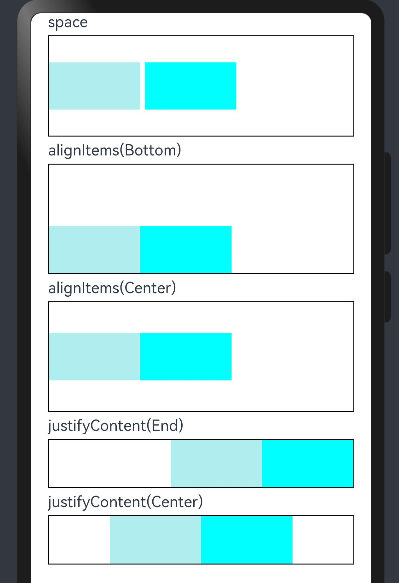 space
alignItems(Bottom)
alignItems(Center)
justifyContent(End)
justifyContent(Center)